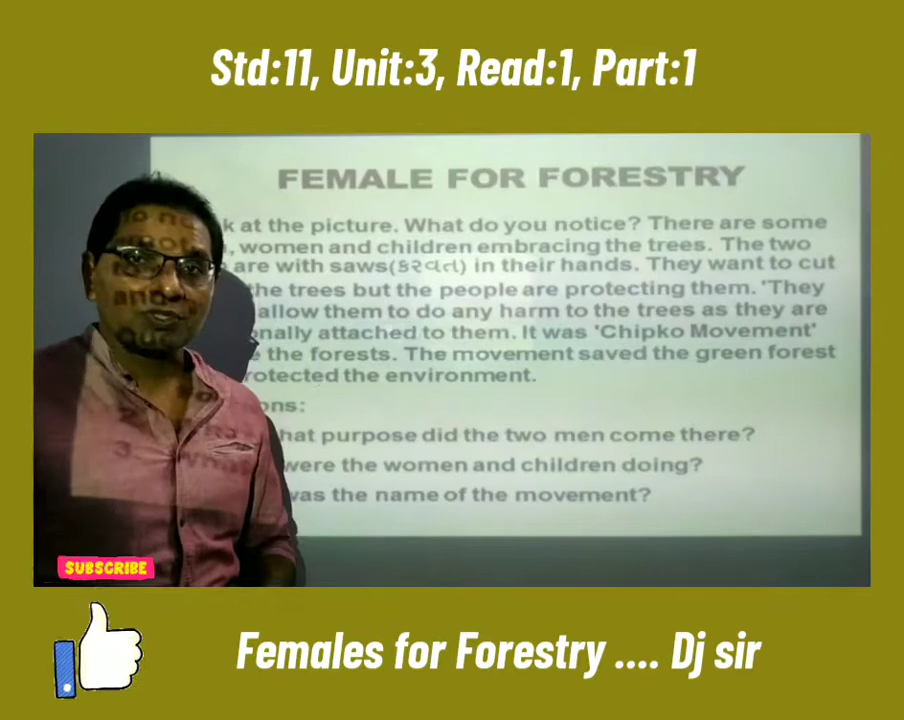 Std:11, Unit:3, Read:1, Part:1
FEMALE FOR FORESTRY
k at the picture. What do you notice? There are some
, women and children embracing the trees. The two
are with saws(કરવત) in their hands. They want to cut
the trees but the people are protecting them. 'They
allow them to do any harm to the trees as they are
onally attached to them. It was 'Chipko Movement'
e the forests. The movement saved the green forest
rotected the environment.
ons:
hat purpose did the two men come there?
were the women and children doing?
was the name of the movement?
SUBSCRIBE
Females for Forestry .... Dj sir